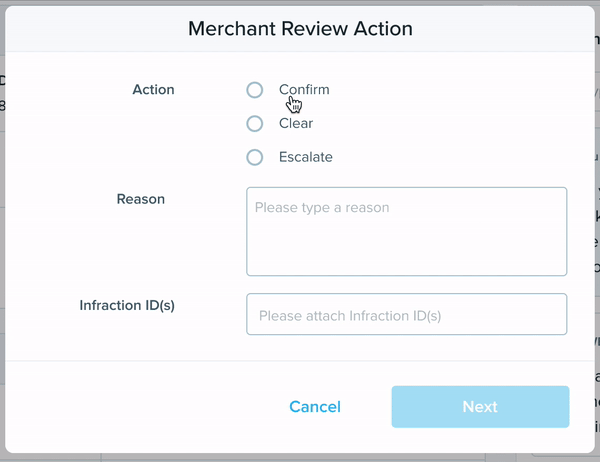 Merchant Review Action
Action
Confirm
Clear
Escalate
Reason
Please type a reason
Infraction ID(s)
Please attach Infraction ID(s)
Cancel
Next